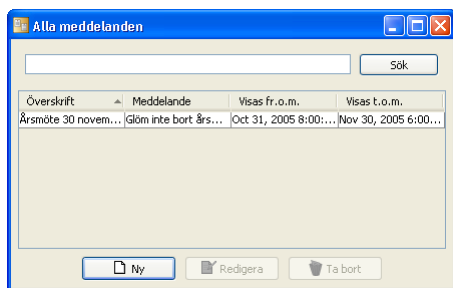 Alla meddelanden
Sök
Överskrift Meddelande Visas fr.o.m. Visas t.o.m.
Årsmöte 30 novem... Glöm inte bort års... Oct 31, 2005 8:00:... Nov 30, 2005 6:00...
Ny Redigera Ta bort